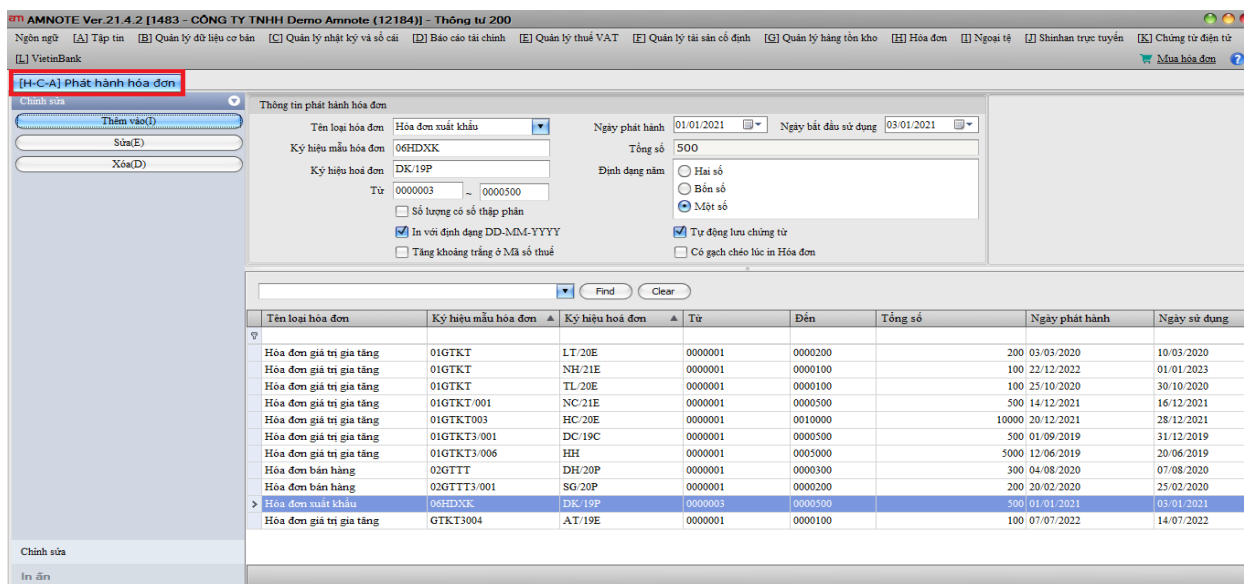 am AMNOTE Ver.21.4.2 [1483 - CÔNG TY TNHH Demo Amnote (12184)] - Thông tư 200
Ngôn ngữ [A] Tập tin [B] Quản lý dữ liệu cơ bản [C] Quản lý nhật ký và sổ cái [D] Báo cáo tài chính [E] Quản lý thuế VAT [F] Quản lý tài sản cố định [G] Quản lý hàng tồn kho [H] Hóa đơn [I] Ngoại tệ [J] Shinhan trực tuyến [K] Chứng từ điện tử
[L] VietinBank Mua hóa đơn ?
[H-C-A] Phát hành hóa đơn
Chỉnh sửa
Thêm vào(I)
Sửa(E)
Xóa(D)
Thông tin phát hành hóa đơn
Tên loại hóa đơn Hóa đơn xuất khẩu Ngày phát hành 01/01/2021 Ngày bắt đầu sử dụng 03/01/2021
Ký hiệu mẫu hóa đơn 06HDXK Tổng số 500
Ký hiệu hoá đơn DK/19P Định dạng năm Hai số
Bốn số
Từ 0000003 ~ 0000500
Một số
Số lượng có số thập phân
In với định dạng DD-MM-YYYY Tự động lưu chứng từ
Tăng khoảng trắng ở Mã số thuế Có gạch chéo lúc in Hóa đơn
Find Clear
Tên loại hóa đơn Ký hiệu mẫu hóa đơn Ký hiệu hoá đơn Từ Đến Tổng số Ngày phát hành Ngày sử dụng
Hóa đơn giá trị gia tăng 01GTKT LT/20E 0000001 0000200 200 03/03/2020 10/03/2020
Hóa đơn giá trị gia tăng 01GTKT NH/21E 0000001 0000100 100 22/12/2022 01/01/2023
Hóa đơn giá trị gia tăng 01GTKT TL/20E 0000001 0000100 100 25/10/2020 30/10/2020
Hóa đơn giá trị gia tăng 01GTKT/001 NC/21E 0000001 0000500 500 14/12/2021 16/12/2021
Hóa đơn giá trị gia tăng 01GTKT003 HC/20E 0000001 0010000 10000 20/12/2021 28/12/2021
Hóa đơn giá trị gia tăng 01GTKT3/001 DC/19C 0000001 0000500 500 01/09/2019 31/12/2019
Hóa đơn giá trị gia tăng 01GTKT3/006 HH 0000001 0005000 5000 12/06/2019 20/06/2019
Hóa đơn bán hàng 02GTTT DH/20P 0000001 0000300 300 04/08/2020 07/08/2020
Hóa đơn bán hàng 02GTTT3/001 SG/20P 0000001 0000200 200 20/02/2020 25/02/2020
Hóa đơn xuất khẩu 06HDXK DK/19P 0000003 0000500 500 01/01/2021 03/01/2021
Hóa đơn giá trị gia tăng GTKT3004 AT/19E 0000001 0000100 100 07/07/2022 14/07/2022
Chỉnh sửa
In ấn